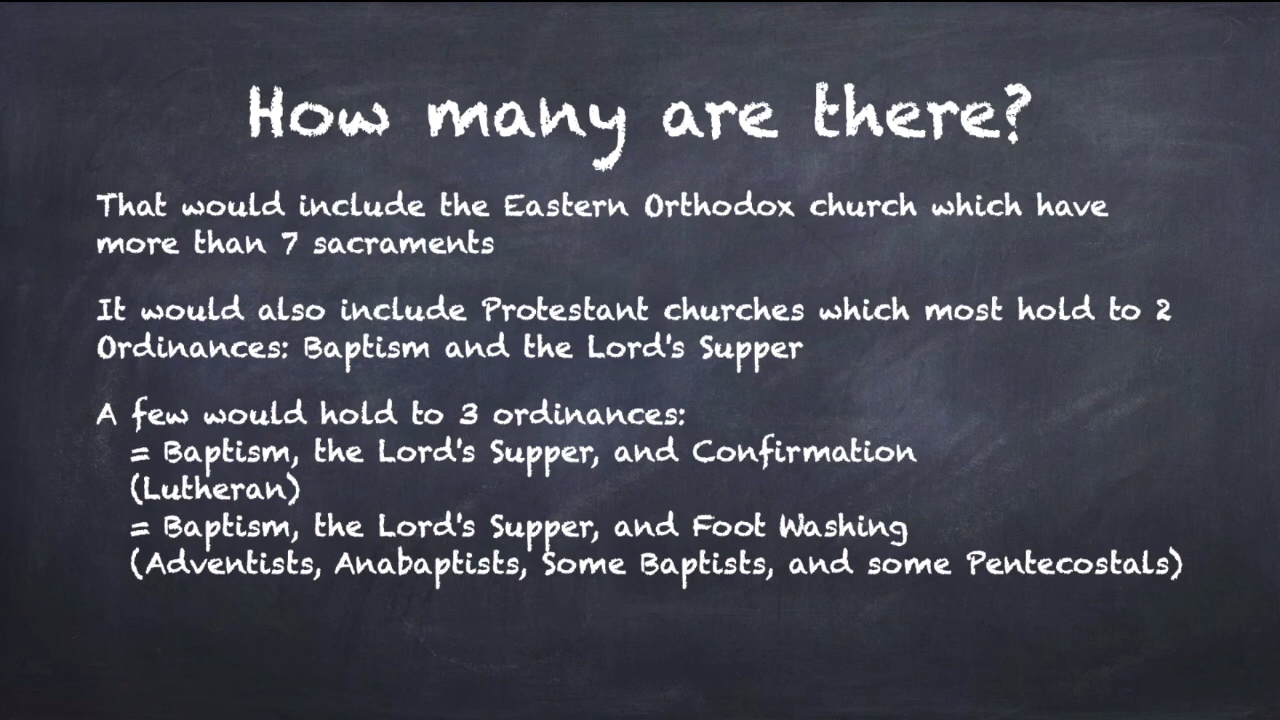 How many are there?
That would include the Eastern Orthodox church which have
more than 7 sacraments
It would also include Protestant churches which most hold to 2
Ordinances: Baptism and the Lord's Supper
A few would hold to 3 ordinances:
= Baptism, the Lord's Supper, and Confirmation
(Lutheran)
= Baptism, the Lord's Supper, and Foot Washing
(Adventists, Anabaptists, Some Baptists, and some Pentecostals)